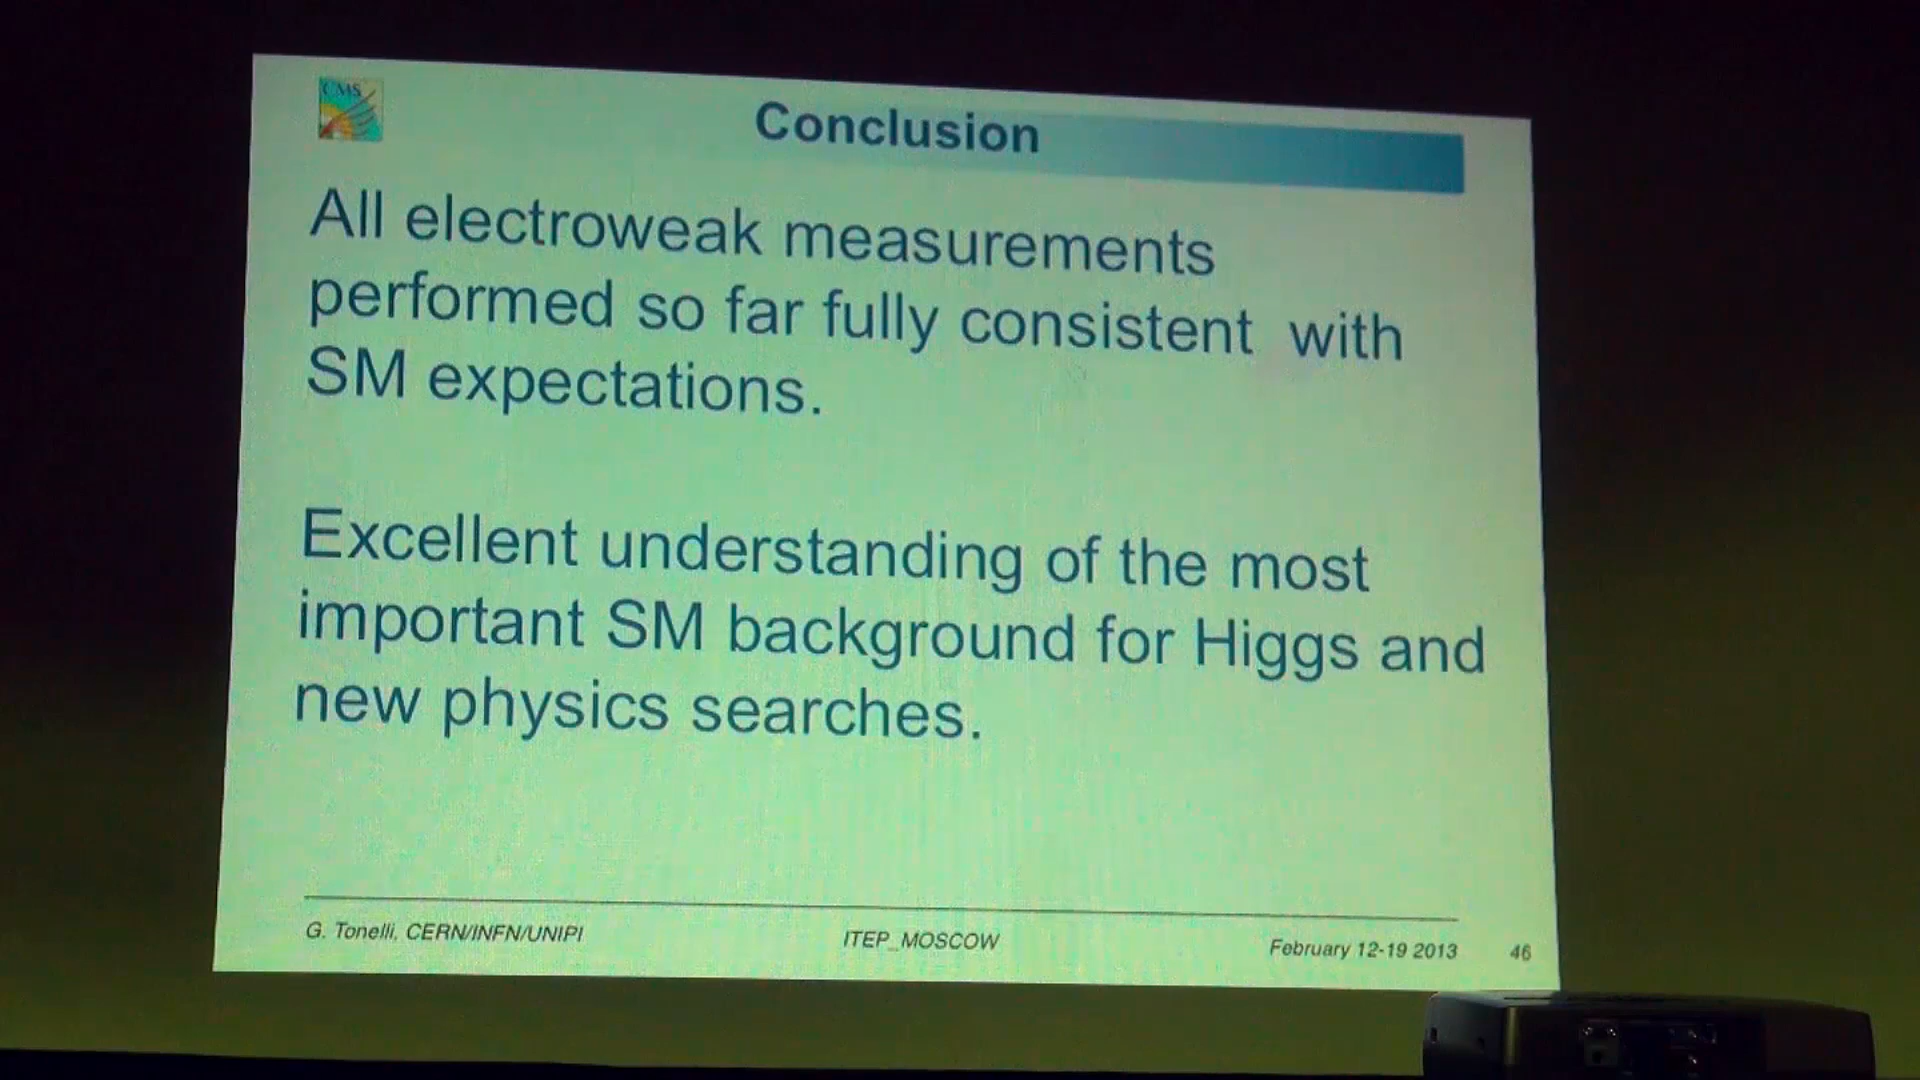 CMS
Conclusion
All electroweak measurements
performed so far fully consistent with
SM expectations.
Excellent understanding of the most
important SM background for Higgs and
new physics searches.
G. Tonelli, CERN/INFN/UNIPI
ITEP_MOSCOW
February 12-19 2013
46